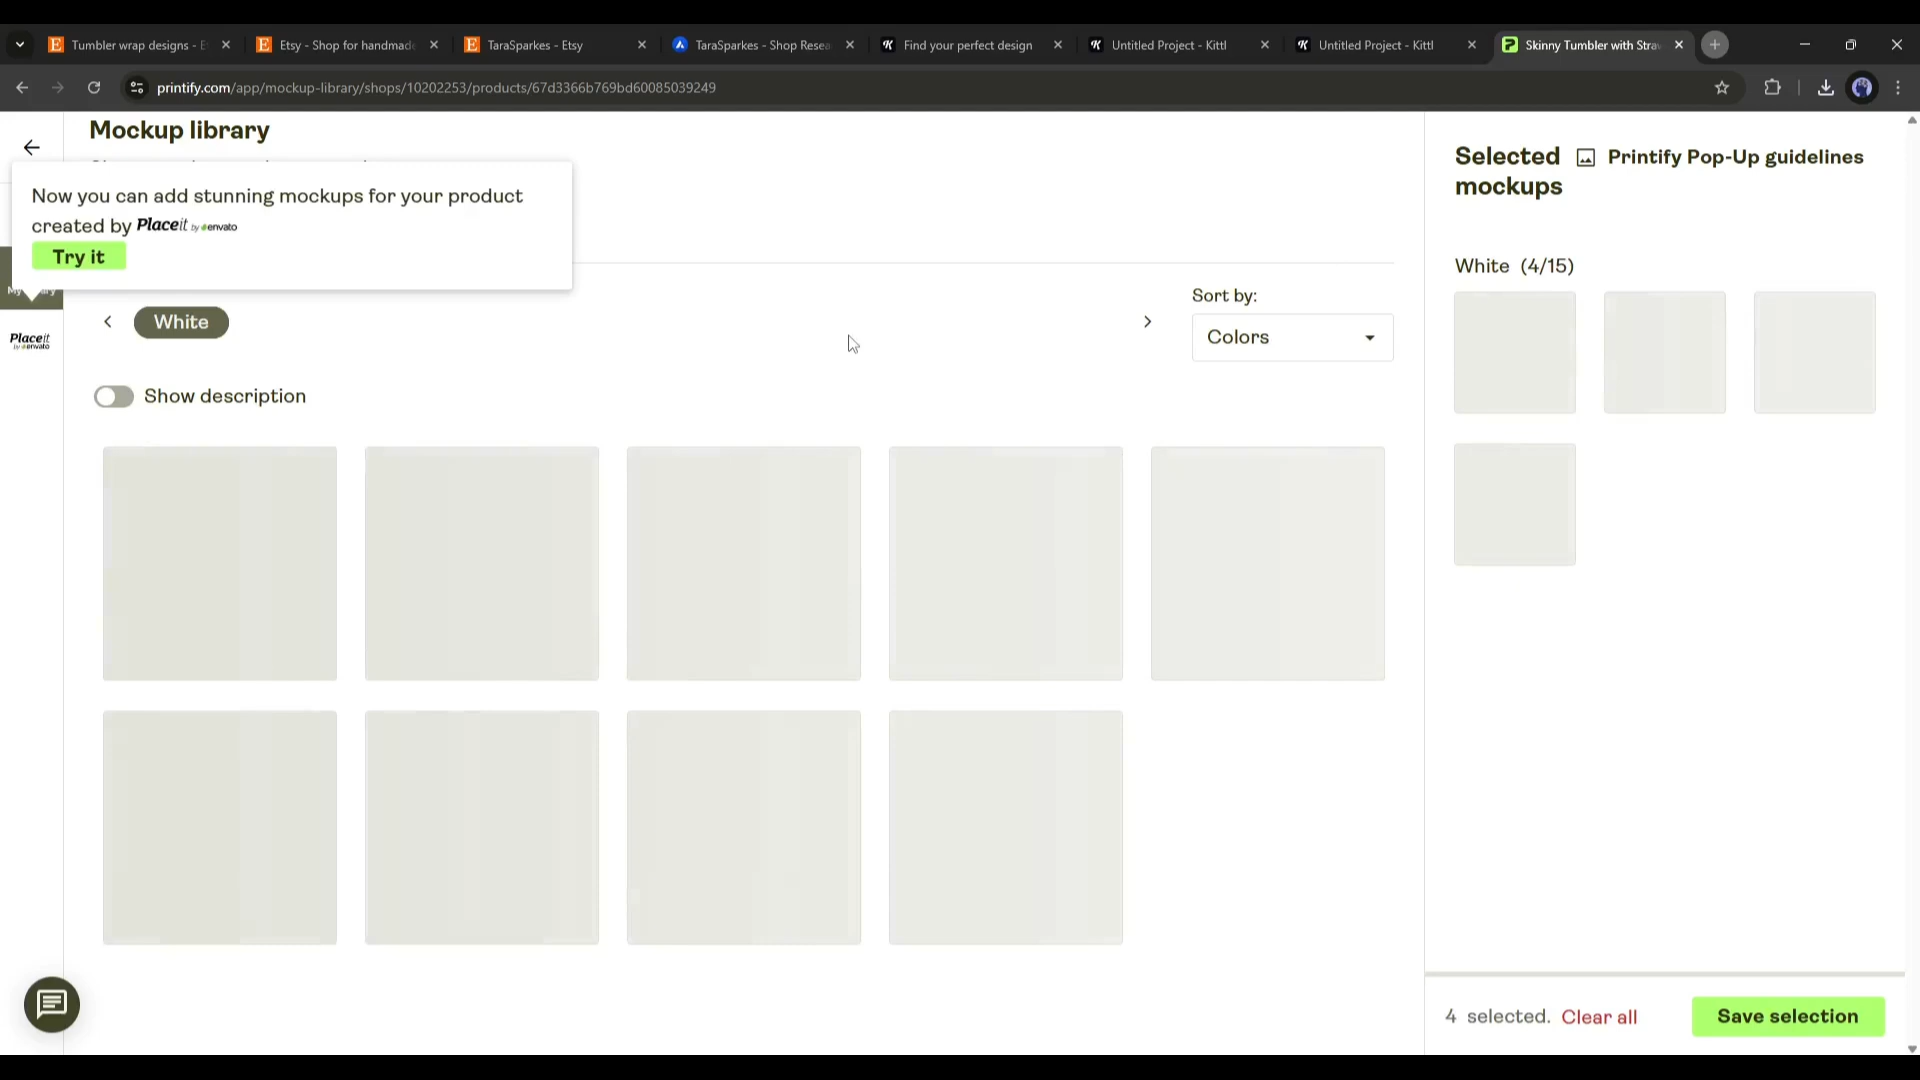 Tumbler wrap designs - E
Etsy - Shop for handmade
TaraSparkes - Etsy
TaraSparkes - Shop Resea
Find your perfect design
Untitled Project - Kittl
Untitled Project - Kittl
Skinny Tumbler with Straw
printify.com/app/mockup-library/shops/10202253/products/67d3366b769bd60085039249
Mockup library
Now you can add stunning mockups for your product
created by Placeit by envato
Try it
Placeit
by envato
White
Sort by:
Colors
Show description
Selected
mockups
Printify Pop-Up guidelines
White (4/15)
4 selected. Clear all
Save selection